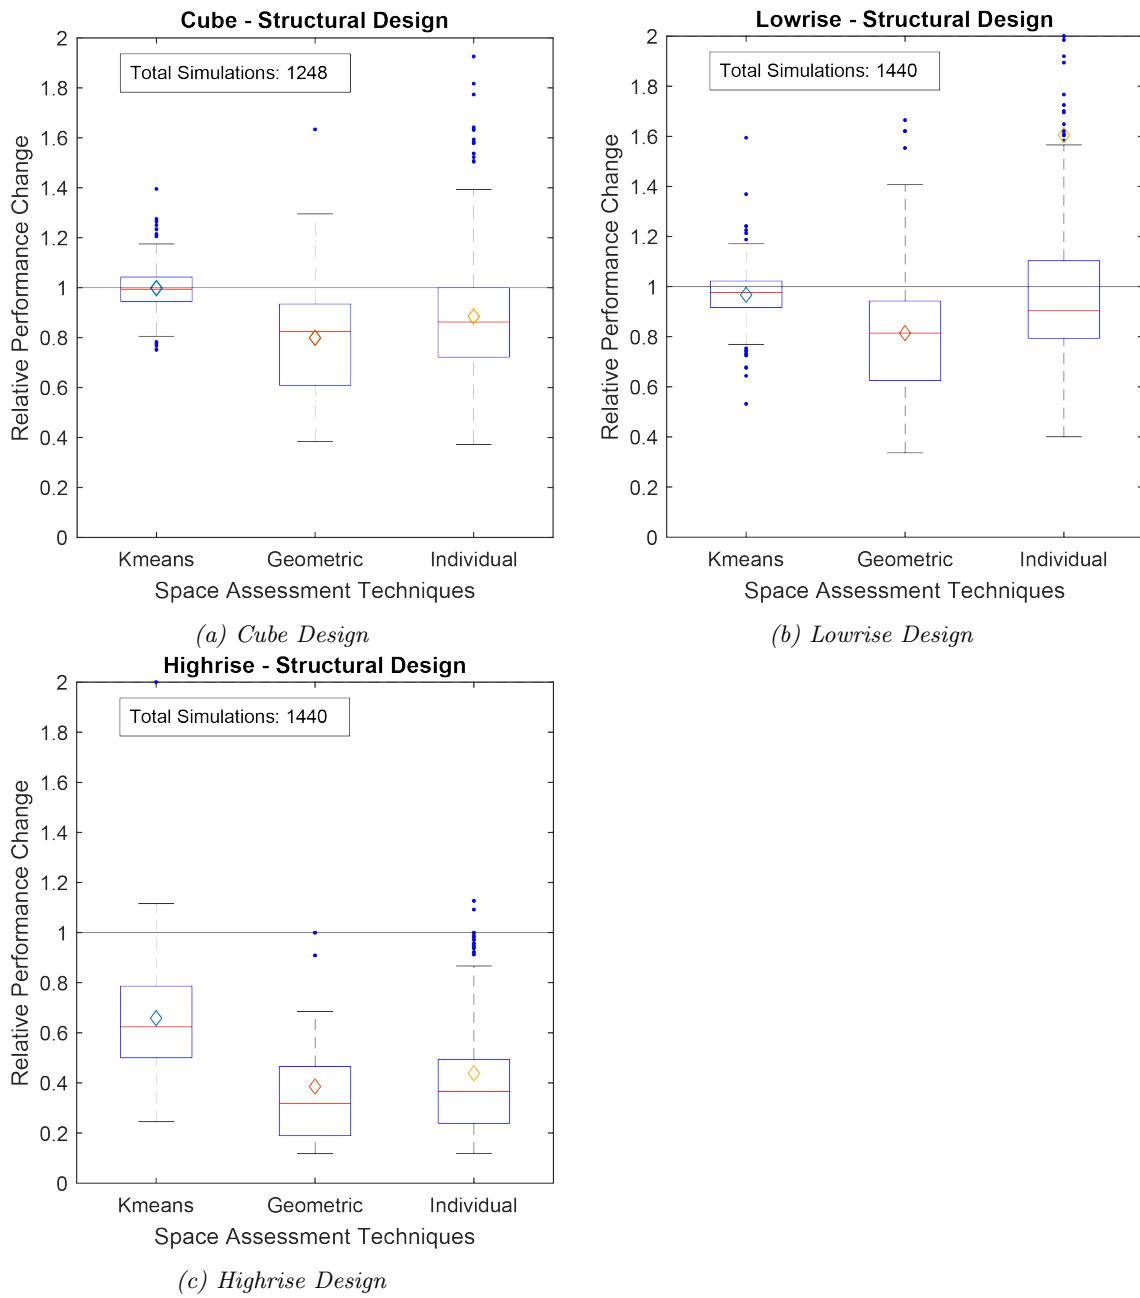 Cube - Structural Design
Total Simulations: 1248
Relative Performance Change
2
1.8
1.6
1.4
1.2
1
0.8
0.6
0.4
0.2
0
Kmeans Geometric Individual
Space Assessment Techniques
(a) Cube Design
Lowrise - Structural Design
Total Simulations: 1440
Relative Performance Change
2
1.8
1.6
1.4
1.2
1
0.8
0.6
0.4
0.2
0
Kmeans Geometric Individual
Space Assessment Techniques
(b) Lowrise Design
Highrise - Structural Design
Total Simulations: 1440
Relative Performance Change
2
1.8
1.6
1.4
1.2
1
0.8
0.6
0.4
0.2
0
Kmeans Geometric Individual
Space Assessment Techniques
(c) Highrise Design